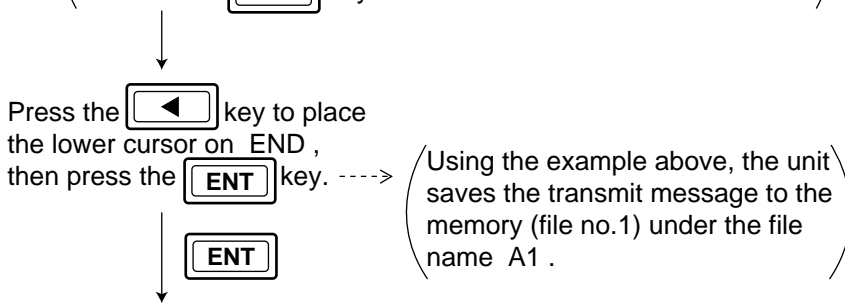 Press the ◀ key to place
the lower cursor on END ,
then press the ENT key.
Using the example above, the unit
saves the transmit message to the
memory (file no.1) under the file
name A1 .
ENT